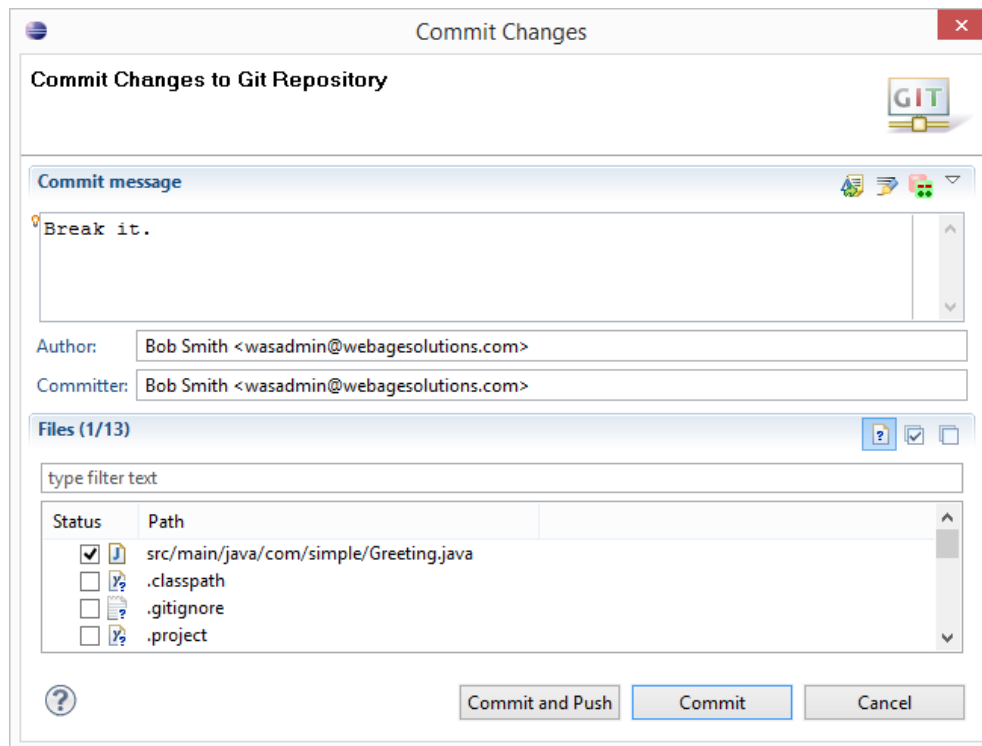 Commit Changes
Commit Changes to Git Repository
GIT
Commit message
Break it.
Author: Bob Smith <wasadmin@webagesolutions.com>
Committer: Bob Smith <wasadmin@webagesolutions.com>
Files (1/13)
type filter text
Status Path
src/main/java/com/simple/Greeting.java
.classpath
.gitignore
.project
Commit and Push Commit Cancel